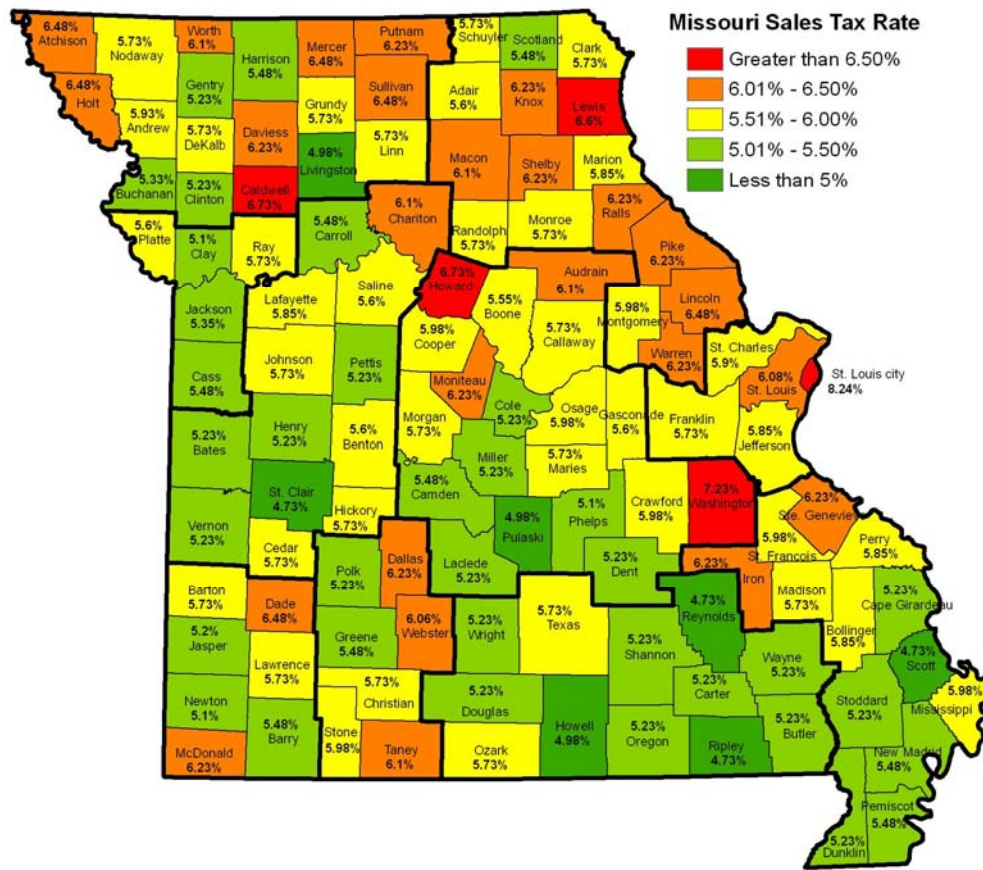 Missouri Sales Tax Rate
Greater than 6.50%
6.01% - 6.50%
5.51% - 6.00%
5.01% - 5.50%
Less than 5%
6.48%
Atchison
5.73%
Nodaway
Worth
6.1%
Harrison
5.48%
Mercer
6.48%
Putnam
6.23%
5.73%
Schuyler
Scotland
5.48%
Clark
5.73%
6.48%
Holt
Gentry
5.23%
Sullivan
6.48%
Adair
5.6%
6.23%
Knox
Lewis
6.6%
5.93%
Andrew
5.73%
DeKalb
Daviess
6.23%
Grundy
5.73%
4.98%
Livingston
5.73%
Linn
Macon
6.1%
Shelby
6.23%
Marion
5.85%
5.33%
Buchanan
5.23%
Clinton
Caldwell
6.73%
6.1%
Chariton
Randolph
5.73%
Monroe
5.73%
6.23%
Ralls
5.6%
Platte
5.1%
Clay
Ray
5.73%
5.48%
Carroll
Pike
6.23%
Jackson
5.35%
Lafayette
5.85%
Saline
5.6%
6.73%
Howard
5.55%
Boone
Audrain
6.1%
5.98%
Montgomery
Lincoln
6.48%
5.98%
Cooper
5.73%
Callaway
Warren
6.23%
St. Charles
5.9%
6.08%
St. Louis
St. Louis city
8.24%
Cass
5.48%
Johnson
5.73%
Pettis
5.23%
Moniteau
6.23%
Cole
5.23%
Osage
5.98%
Gasconade
5.6%
Franklin
5.73%
5.85%
Jefferson
5.23%
Bates
Henry
5.23%
5.6%
Benton
Morgan
5.73%
Miller
5.23%
5.73%
Maries
St. Clair
4.73%
5.48%
Camden
4.98%
Pulaski
5.1%
Phelps
Crawford
5.98%
7.23%
Washington
6.23%
Ste. Genevieve
Vernon
5.23%
Hickory
5.73%
Cedar
5.73%
Polk
5.23%
Dallas
6.23%
Laclede
5.23%
5.23%
Dent
6.23%
Iron
5.98%
St. Francois
Perry
5.85%
Barton
5.73%
Dade
6.48%
6.06%
Webster
5.23%
Wright
5.73%
Texas
4.73%
Reynolds
Madison
5.73%
5.23%
Cape Girardeau
5.2%
Jasper
Greene
5.48%
5.23%
Shannon
Bollinger
5.85%
Lawrence
5.73%
5.73%
Christian
5.23%
Douglas
5.23%
Carter
Wayne
5.23%
4.73%
Scott
Newton
5.1%
5.48%
Barry
Stone
5.98%
Taney
6.1%
Ozark
5.73%
Howell
4.98%
5.23%
Oregon
Ripley
4.73%
5.23%
Butler
Stoddard
5.23%
5.98%
Mississippi
McDonald
6.23%
New Madrid
5.48%
Pemiscot
5.48%
5.23%
Dunklin